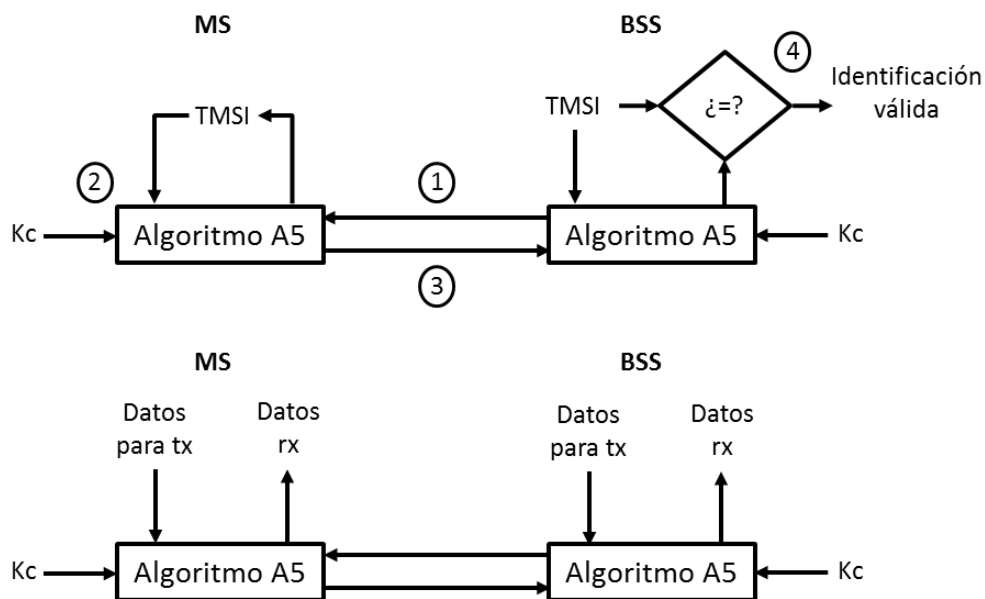 MS
BSS
4
Identificación
válida
TMSI
TMSI
¿=?
2
1
Kc
Algoritmo A5
Algoritmo A5
Kc
3
MS
BSS
Datos
para tx
Datos
rx
Datos
para tx
Datos
rx
Kc
Algoritmo A5
Algoritmo A5
Kc